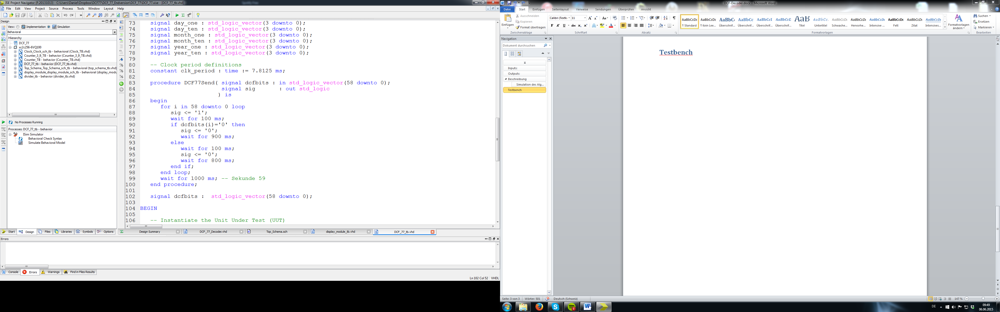 ISE Project Navigator (P.20131013) - C:\Users\Daniel\Dropbox\DCF77\DCF_77_Endversion\DCF_77\DCF_77.xise - [DCF_77_tb.vhd]
File Edit View Project Source Process Tools Window Layout Help
Design
View: Implementation Simulation
Behavioral
Hierarchy
DCF_77
xc2c256-6VQ100
Clock_Clock_sch_tb - behavioral (Clock_TB.vhd)
Counter_3_9_TB - behavior (Counter_3_9_TB.vhd)
Counter_TB - behavior (Counter_TB.vhd)
DCF_77_tb - behavior (DCF_77_tb.vhd)
Top_Schema_Top_Schema_sch_tb - behavioral (top_schema_tb.vhd)
display_module_display_module_sch_tb - behavioral (display_modu
divider_tb - behavior (divider_tb.vhd)
No Processes Running
Processes: DCF_77_tb - behavior
ISim Simulator
Behavioral Check Syntax
Simulate Behavioral Model
Start Design Files Libraries Symbols Options
73 signal day_one : std_logic_vector(3 downto 0);
74 signal day_ten : std_logic_vector(3 downto 0);
75 signal month_one : std_logic_vector(3 downto 0);
76 signal month_ten : std_logic_vector(3 downto 0);
77 signal year_one : std_logic_vector(3 downto 0);
78 signal year_ten : std_logic_vector(3 downto 0);
79
80 -- Clock period definitions
81 constant clk_period : time := 7.8125 ms;
82
83 procedure DCF77Send( signal dcfbits : in std_logic_vector(58 downto 0);
84 signal sig : out std_logic
85 ) is
86 begin
87 for i in 58 downto 0 loop
88 sig <= '1';
89 wait for 100 ms;
90 if dcfbits(i)='0' then
91 sig <= '0';
92 wait for 900 ms;
93 else
94 wait for 100 ms;
95 sig <= '0';
96 wait for 800 ms;
97 end if;
98 end loop;
99 wait for 1000 ms; -- Sekunde 59
100 end procedure;
101
102 signal dcfbits : std_logic_vector(58 downto 0);
103
104 BEGIN
105
106 -- Instantiate the Unit Under Test (UUT)
Design Summary DCF_77_Decoder.vhd Top_Schema.sch display_module_tb.vhd DCF_77_tb.vhd
Errors
Console Errors Warnings Find in Files Results
Ln 102 Col 52 VHDL
DCF-Decoder.docx - Microsoft Word
Datei Start Einfügen Seitenlayout Verweise Sendungen Überprüfen Ansicht
Einfügen
Ausschneiden
Kopieren
Format übertragen
Zwischenablage
Calibri (Textk 11
F K U abc x₂ x²
Schriftart
Absatz
AaBbCcDc AaBbCcDc AaBbC AaBbCc AaBbCcI AaBbCcD AaB AaBbCc. AaBbCcDc AaBbCcDc AaBbCcDc AaBbCcDc AaBbCcDc AaBbCcDc
¶ Standard ¶ Kein Lee... Überschrif... Überschrif... Überschrif... Überschrif... Titel Untertitel Schwache... Hervorhe... Intensive ... Fett Zitat Intensives...
Formatvorlagen
Formatvorlagen ändern
Suchen
Ersetzen
Markieren
Bearbeiten
Navigation
Dokument durchsuchen
Inputs:
Outputs:
Beschreibung
Simulation des Alg...
Testbench
Testbench
Seite: 3 von 3 Wörter: 501 Deutsch (Schweiz) 147 %
DE 09:49
06.06.2015